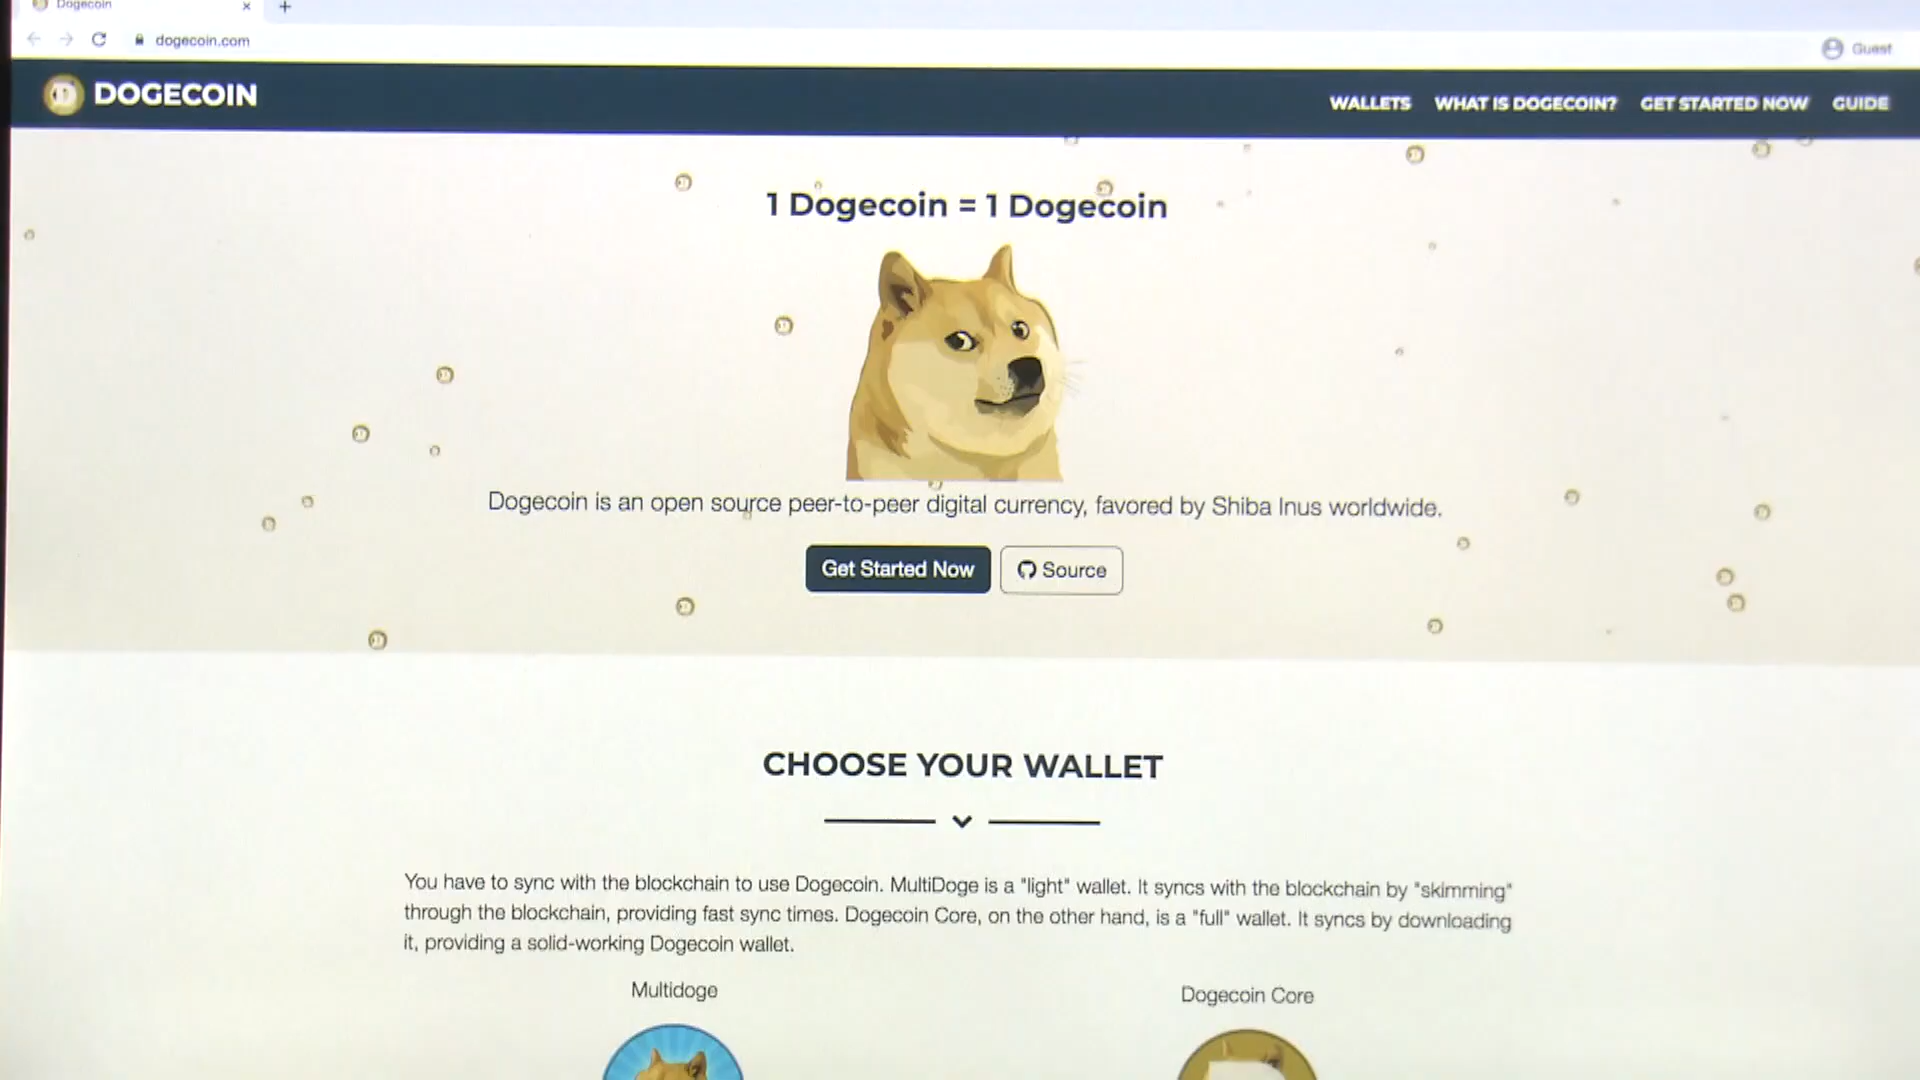 Dogecoin
dogecoin.com
Guest
DOGECOIN
WALLETS WHAT IS DOGECOIN? GET STARTED NOW GUIDE
1 Dogecoin = 1 Dogecoin
Dogecoin is an open source peer-to-peer digital currency, favored by Shiba Inus worldwide.
Get Started Now Source
CHOOSE YOUR WALLET
You have to sync with the blockchain to use Dogecoin. MultiDoge is a "light" wallet. It syncs with the blockchain by "skimming"
through the blockchain, providing fast sync times. Dogecoin Core, on the other hand, is a "full" wallet. It syncs by downloading
it, providing a solid-working Dogecoin wallet.
Multidoge Dogecoin Core